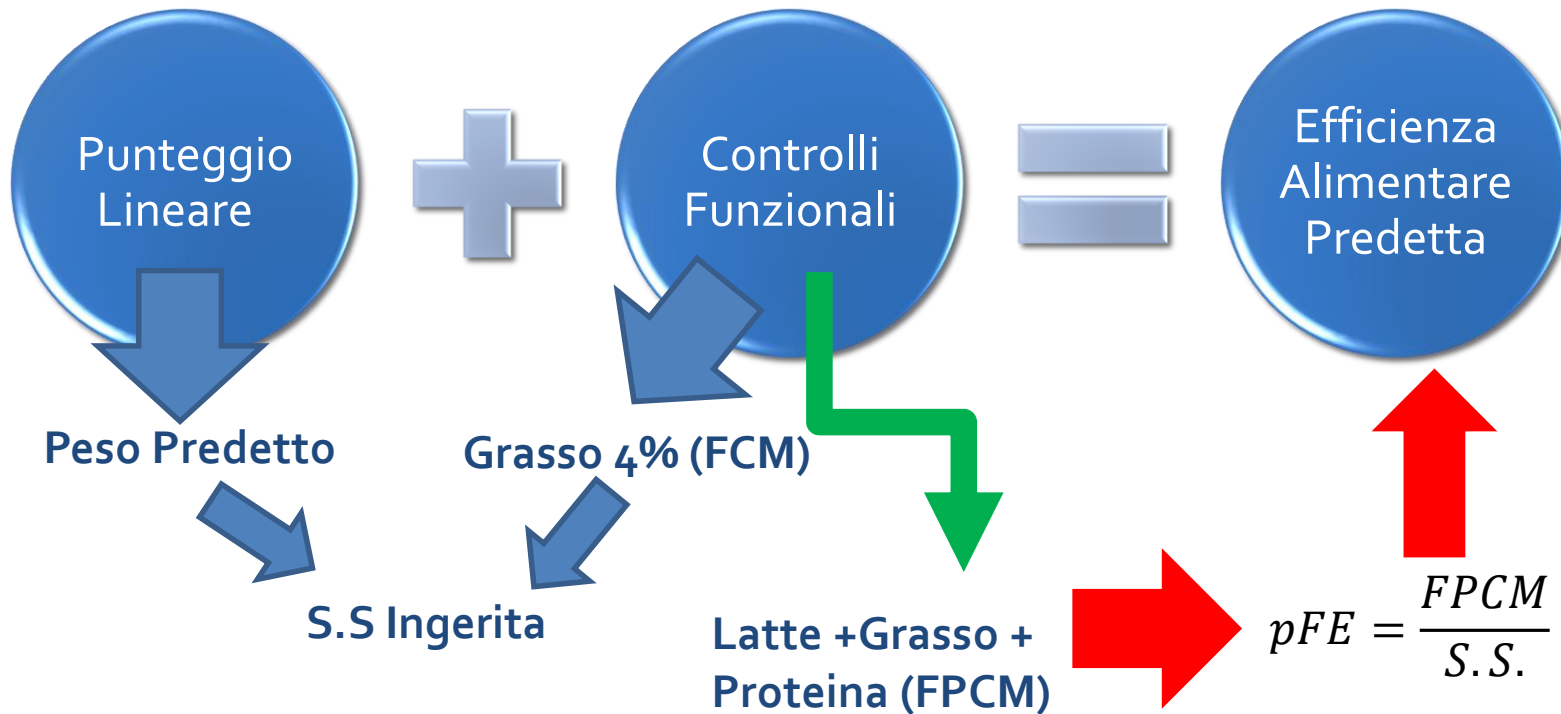 Punteggio
Lineare
Controlli
Funzionali
Efficienza
Alimentare
Predetta
Peso Predetto
Grasso 4% (FCM)
S.S Ingerita
Latte +Grasso +
Proteina (FPCM)
pFE = FPCM / S.S.